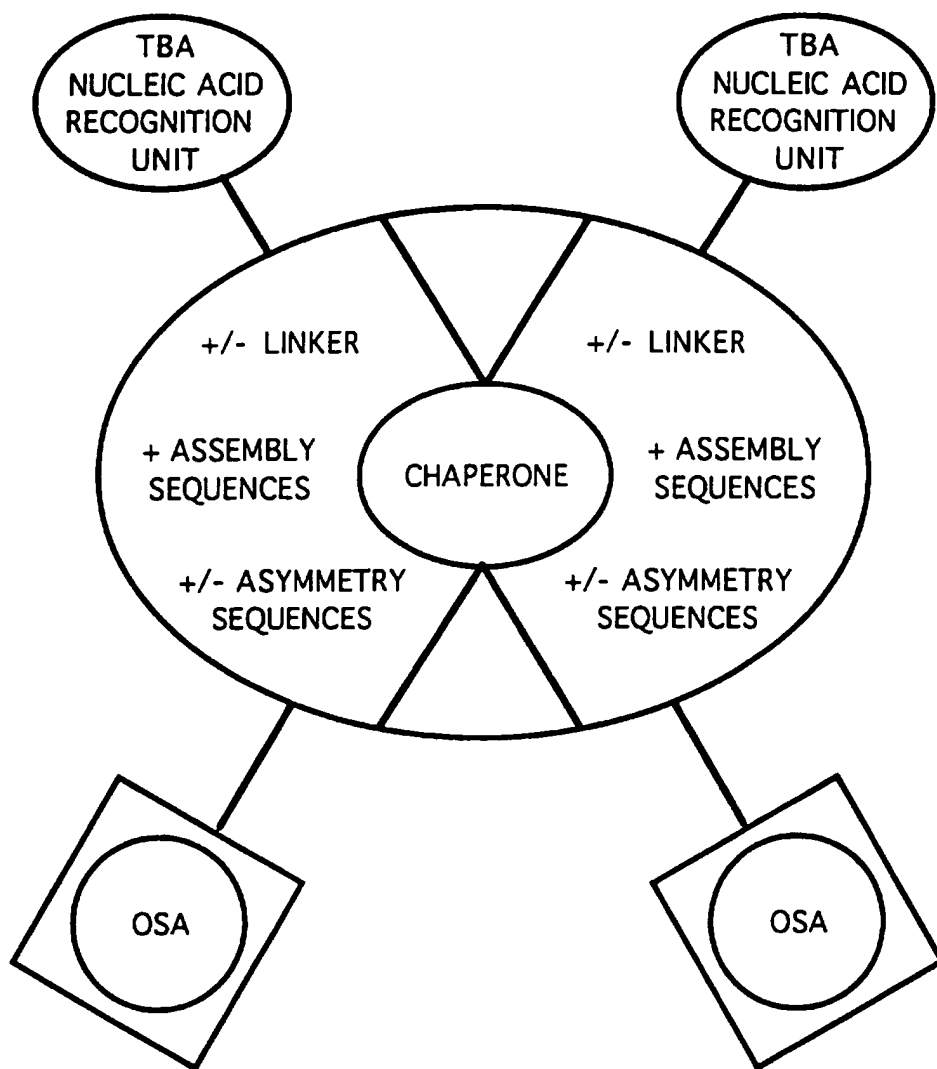 TBA
NUCLEIC ACID
RECOGNITION
UNIT
TBA
NUCLEIC ACID
RECOGNITION
UNIT
+/- LINKER
+/- LINKER
+ ASSEMBLY
SEQUENCES
CHAPERONE
+ ASSEMBLY
SEQUENCES
+/- ASYMMETRY
SEQUENCES
+/- ASYMMETRY
SEQUENCES
OSA
OSA